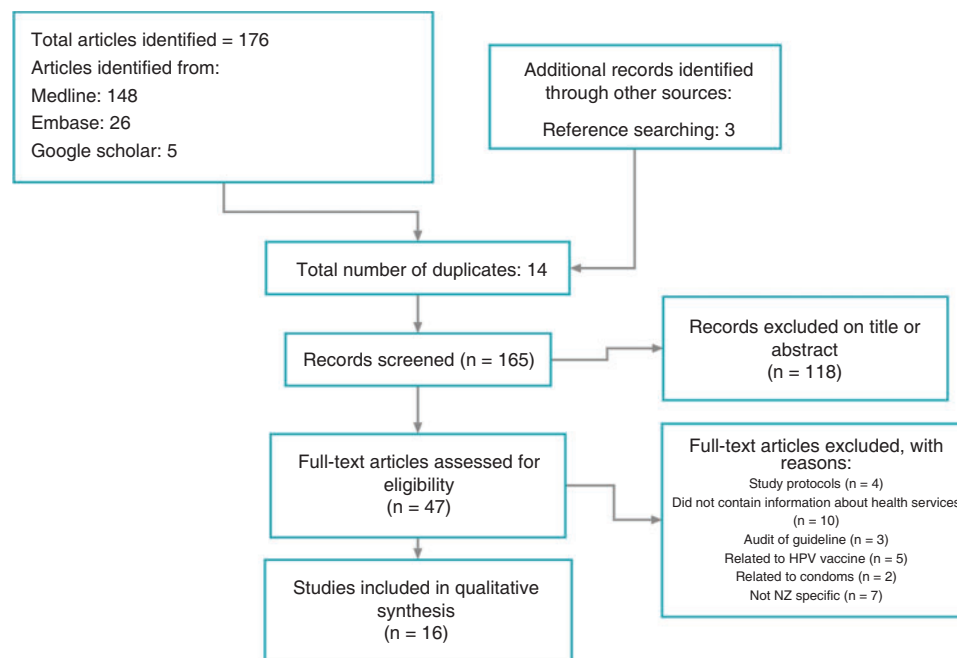 Total articles identified = 176
Articles identified from:
Medline: 148
Embase: 26
Google scholar: 5
Additional records identified
through other sources:
Reference searching: 3
Total number of duplicates: 14
Records screened (n = 165)
Records excluded on title or
abstract
(n = 118)
Full-text articles assessed for
eligibility
(n = 47)
Full-text articles excluded, with
reasons:
Study protocols (n = 4)
Did not contain information about health services
(n = 10)
Audit of guideline (n = 3)
Related to HPV vaccine (n = 5)
Related to condoms (n = 2)
Not NZ specific (n = 7)
Studies included in qualitative
synthesis
(n = 16)